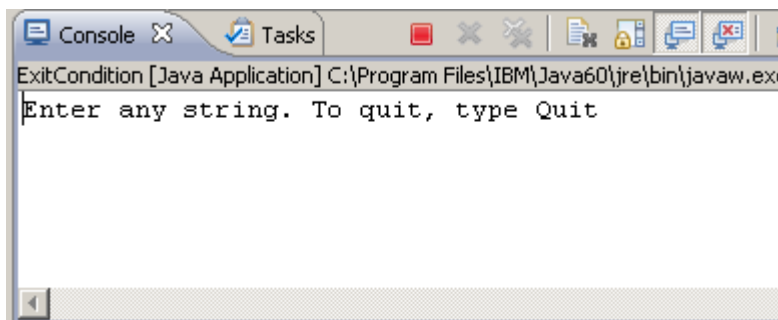 Console Tasks
ExitCondition [Java Application] C:\Program Files\IBM\Java60\jre\bin\javaw.exe
Enter any string. To quit, type Quit